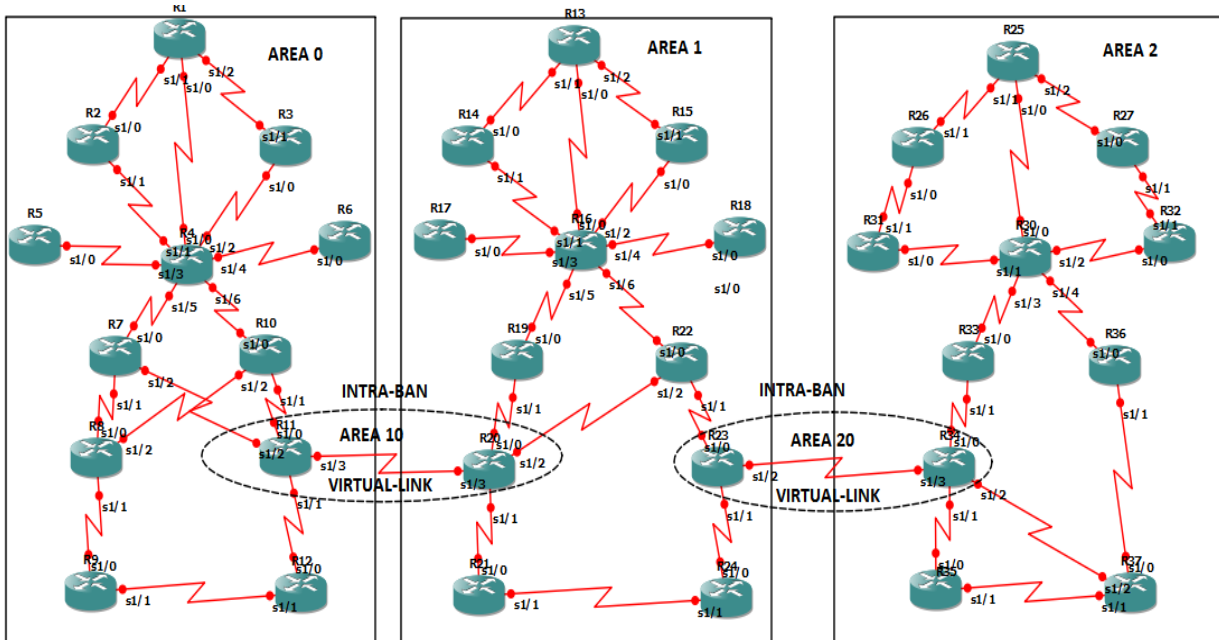 R1
AREA 0
s1/2
s1/1
s1/0
R2
s1/0
R3
s1/1
s1/1
s1/0
R5
R4
R6
s1/0
s1/0
s1/1
s1/2
s1/3
s1/4
s1/0
s1/5
s1/6
R7
s1/0
R10
s1/0
s1/2
s1/2
s1/1
s1/1
R8
s1/0
s1/2
R11
s1/0
s1/2
s1/3
s1/1
s1/1
R9
s1/0
s1/1
R12
s1/0
s1/1
INTRA-BAN
AREA 10
VIRTUAL-LINK
R13
AREA 1
s1/2
s1/1
s1/0
R14
s1/0
R15
s1/1
s1/1
s1/0
R17
s1/0
R16
s1/0
s1/1
s1/2
s1/3
s1/4
R18
s1/0
s1/0
s1/5
s1/6
R19
s1/0
R22
s1/0
s1/2
s1/1
s1/1
R20
s1/0
s1/2
s1/3
s1/1
R23
s1/0
s1/2
s1/1
R21
s1/0
s1/1
R24
s1/0
s1/1
INTRA-BAN
AREA 20
VIRTUAL-LINK
R25
AREA 2
s1/2
s1/1
s1/0
R26
s1/1
s1/0
R27
s1/0
s1/1
R31
s1/1
s1/0
R30
s1/0
s1/1
s1/2
s1/3
s1/4
R32
s1/1
s1/0
R33
s1/0
s1/1
R36
s1/0
s1/1
R34
s1/0
s1/3
s1/2
s1/1
R35
s1/0
s1/1
R37
s1/0
s1/2
s1/1